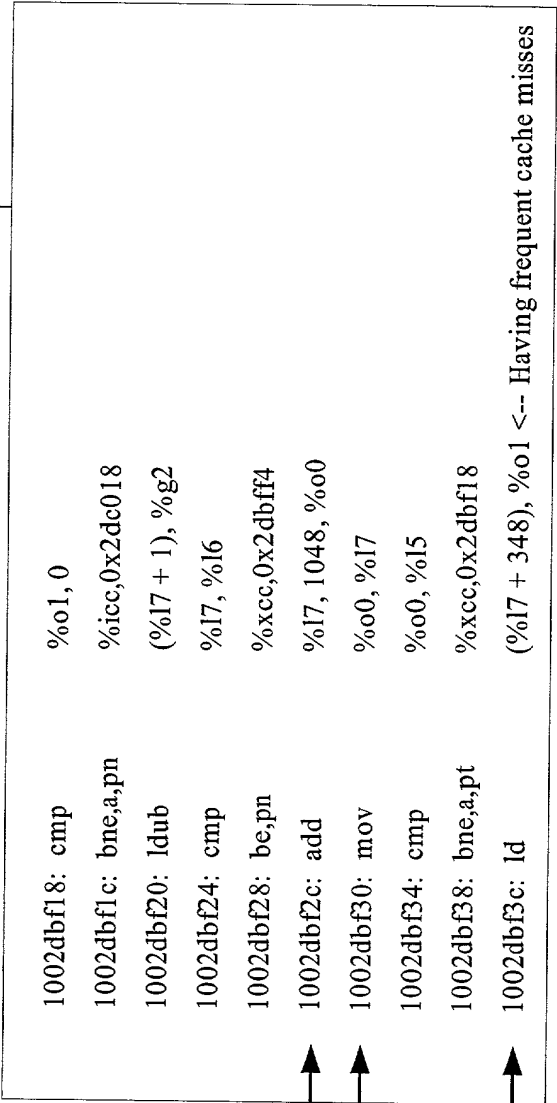 1002dbf18: cmp %o1, 0
1002dbf1c: bne,a,pn %icc,0x2dc018
1002dbf20: ldub (%l7 + 1), %g2
1002dbf24: cmp %l7, %l6
1002dbf28: be,pn %xcc,0x2dbff4
1002dbf2c: add %l7, 1048, %o0
1002dbf30: mov %o0, %l7
1002dbf34: cmp %o0, %l5
1002dbf38: bne,a,pt %xcc,0x2dbf18
1002dbf3c: ld (%l7 + 348), %o1 <-- Having frequent cache misses